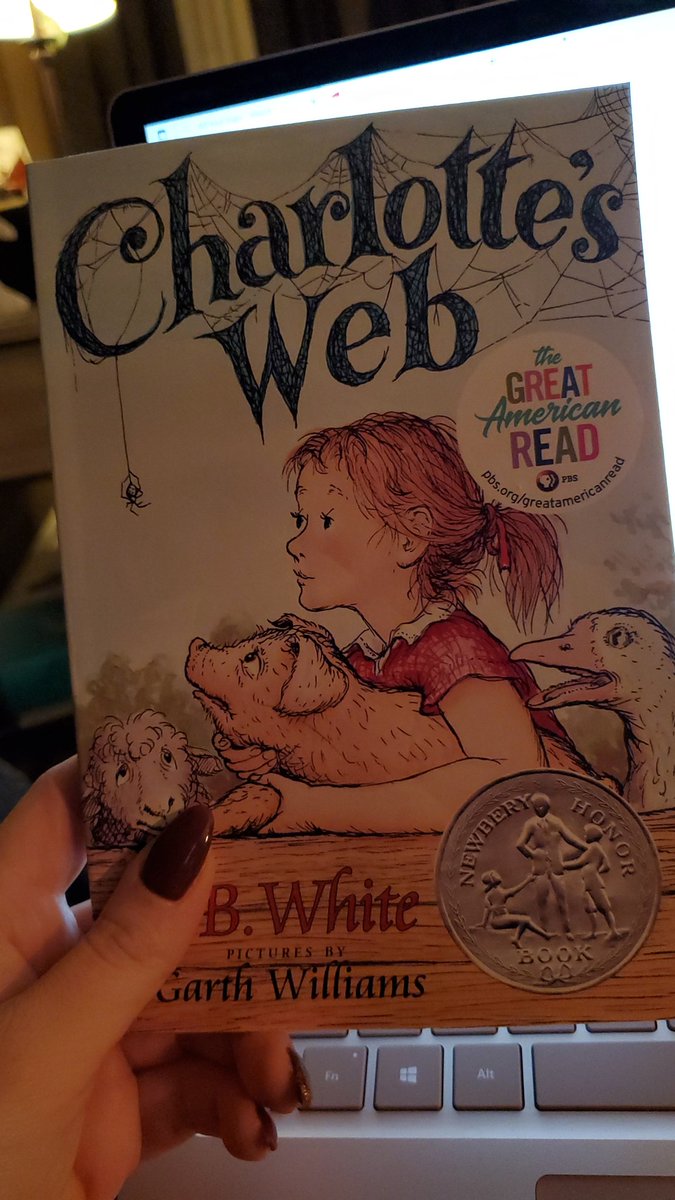 Charlotte's
Web
the
GREAT
American
READ
PBS
pbs.org/greatamericanread
NEWBERY HONOR
BOOK
B. White
PICTURES BY
Garth Williams
Fn
Alt